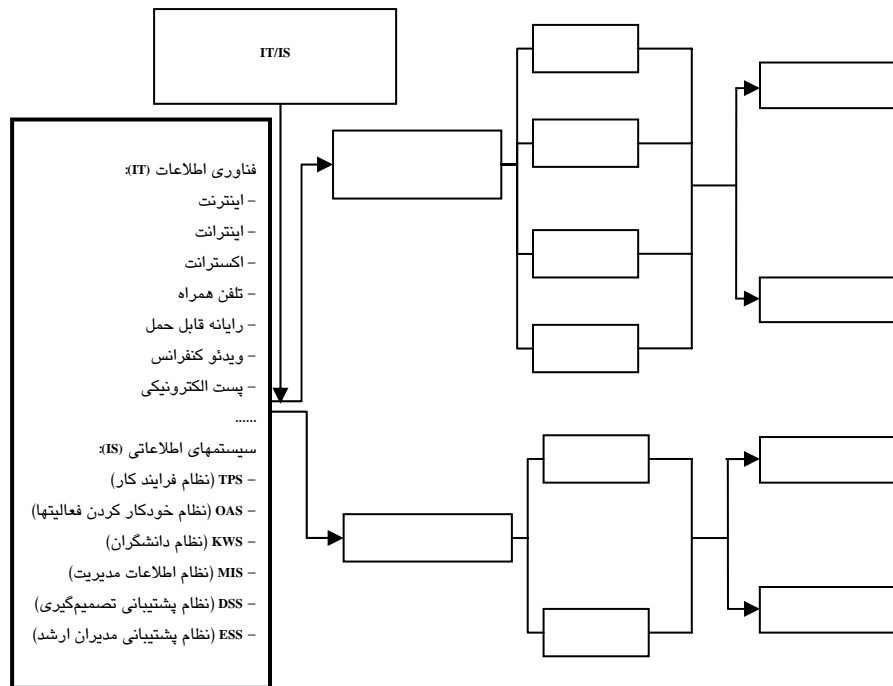 IT/IS
فناوری اطلاعات (IT):
– اینترنت
– اینترانت
– اکسترانت
– تلفن همراه
– رایانه قابل حمل
– ویدئو کنفرانس
– پست الکترونیکی
......
سیستمهای اطلاعاتی (IS):
– TPS (نظام فرایند کار)
– OAS (نظام خودکار کردن فعالیتها)
– KWS (نظام دانشگران)
– MIS (نظام اطلاعات مدیریت)
– DSS (نظام پشتیبانی تصمیم‌گیری)
– ESS (نظام پشتیبانی مدیران ارشد)